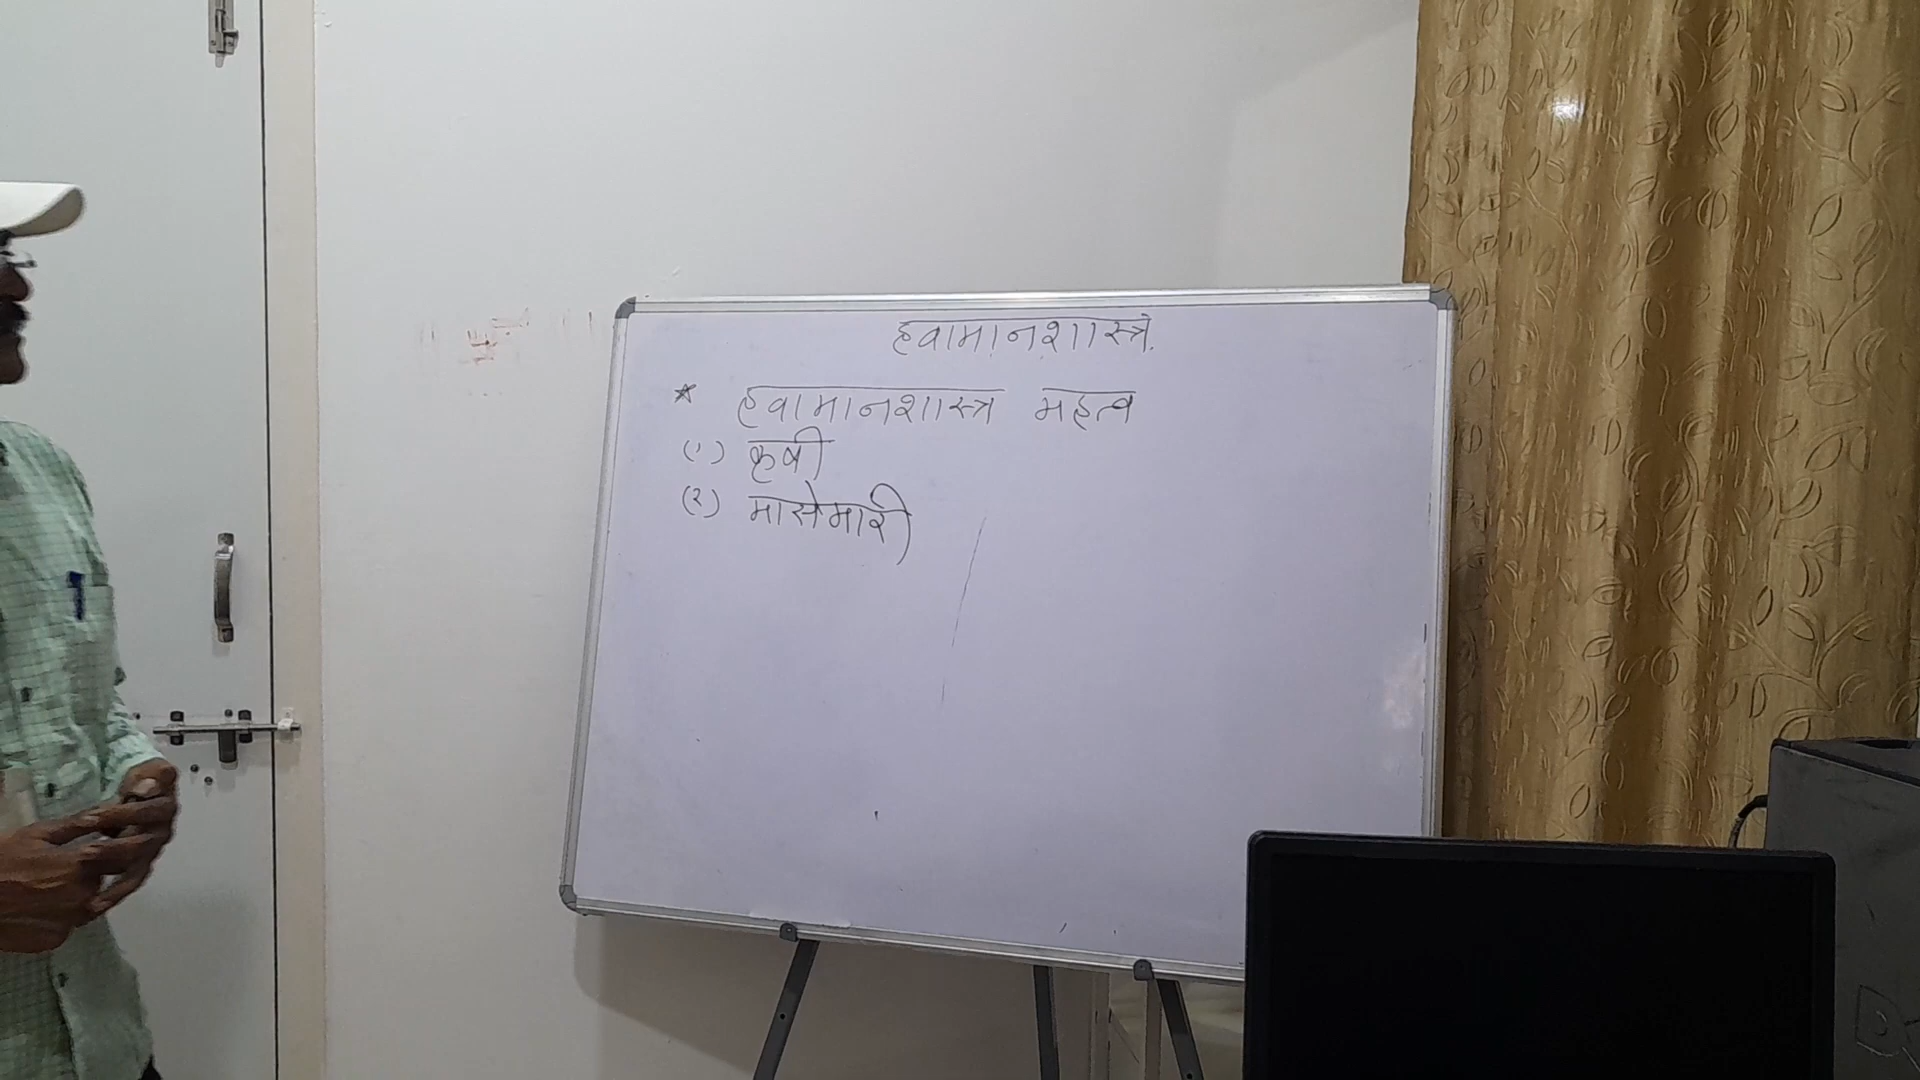 हवामानशास्त्र.
* हवामानशास्त्र महत्व
(१) कृषी
(२) मासेमारी